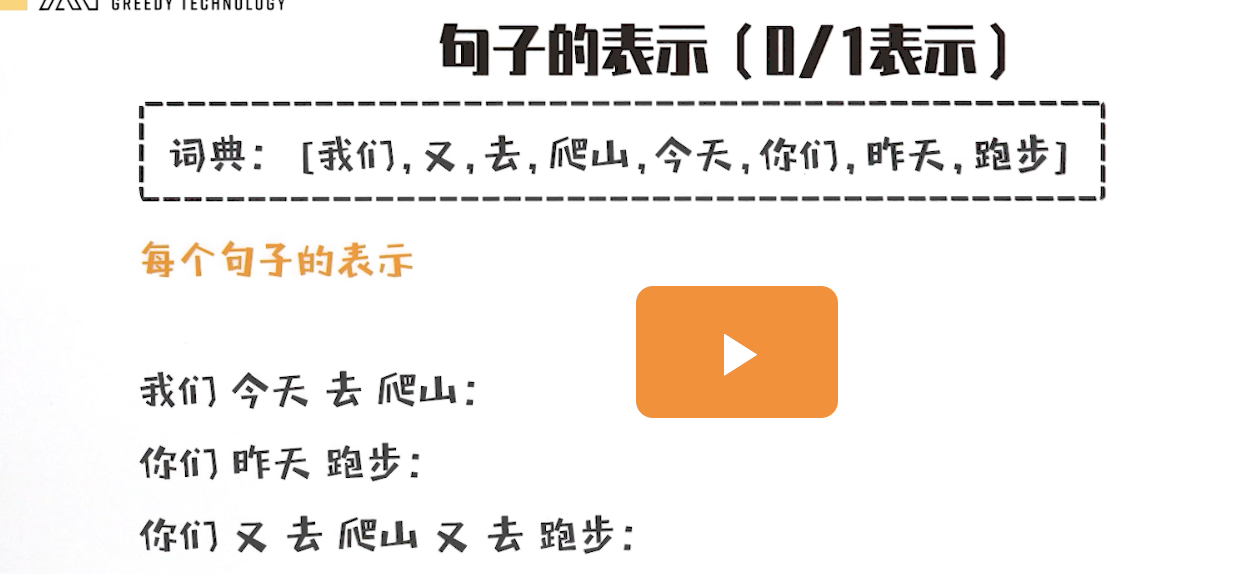 GREEDY TECHNOLOGY
句子的表示(0/1表示)
词典: [我们,又,去,爬山,今天,你们,昨天,跑步]
每个句子的表示
我们 今天 去 爬山:
你们 昨天 跑步:
你们 又 去 爬山 又 去 跑步: